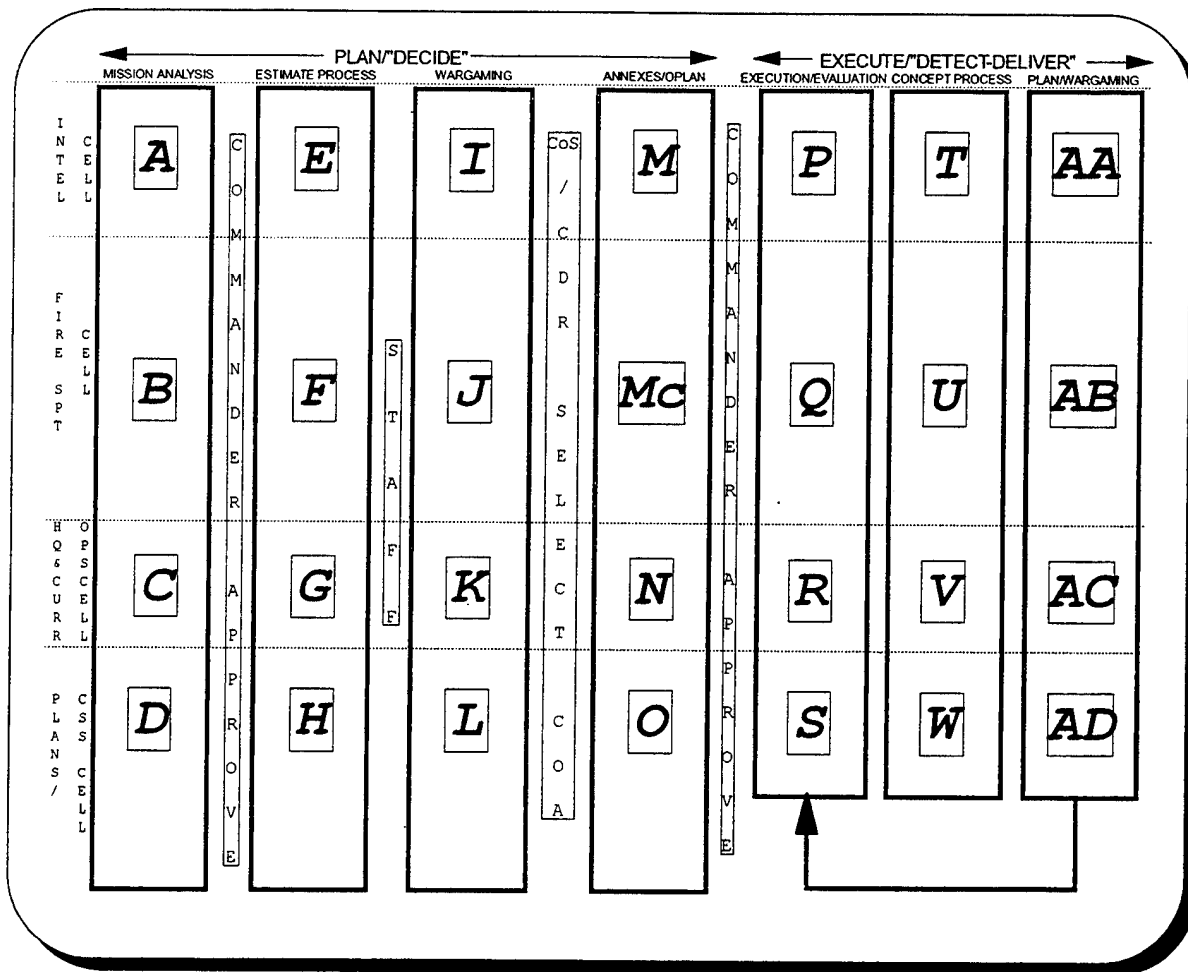 PLAN/"DECIDE"
EXECUTE/"DETECT-DELIVER"
MISSION ANALYSIS
ESTIMATE PROCESS
WARGAMING
ANNEXES/OPLAN
EXECUTION/EVALUATION
CONCEPT PROCESS
PLAN/WARGAMING
INTEL
CELL
A
E
I
M
P
T
AA
FIRE SPT
CELL
B
F
J
Mc
Q
U
AB
HQ&CURR
OPSCELL
C
G
K
N
R
V
AC
PLANS/
CSS CELL
D
H
L
O
S
W
AD
COMMANDER APPROVE
STAFF
CoS/CDR SELECT COA
COMMANDER APPROVE